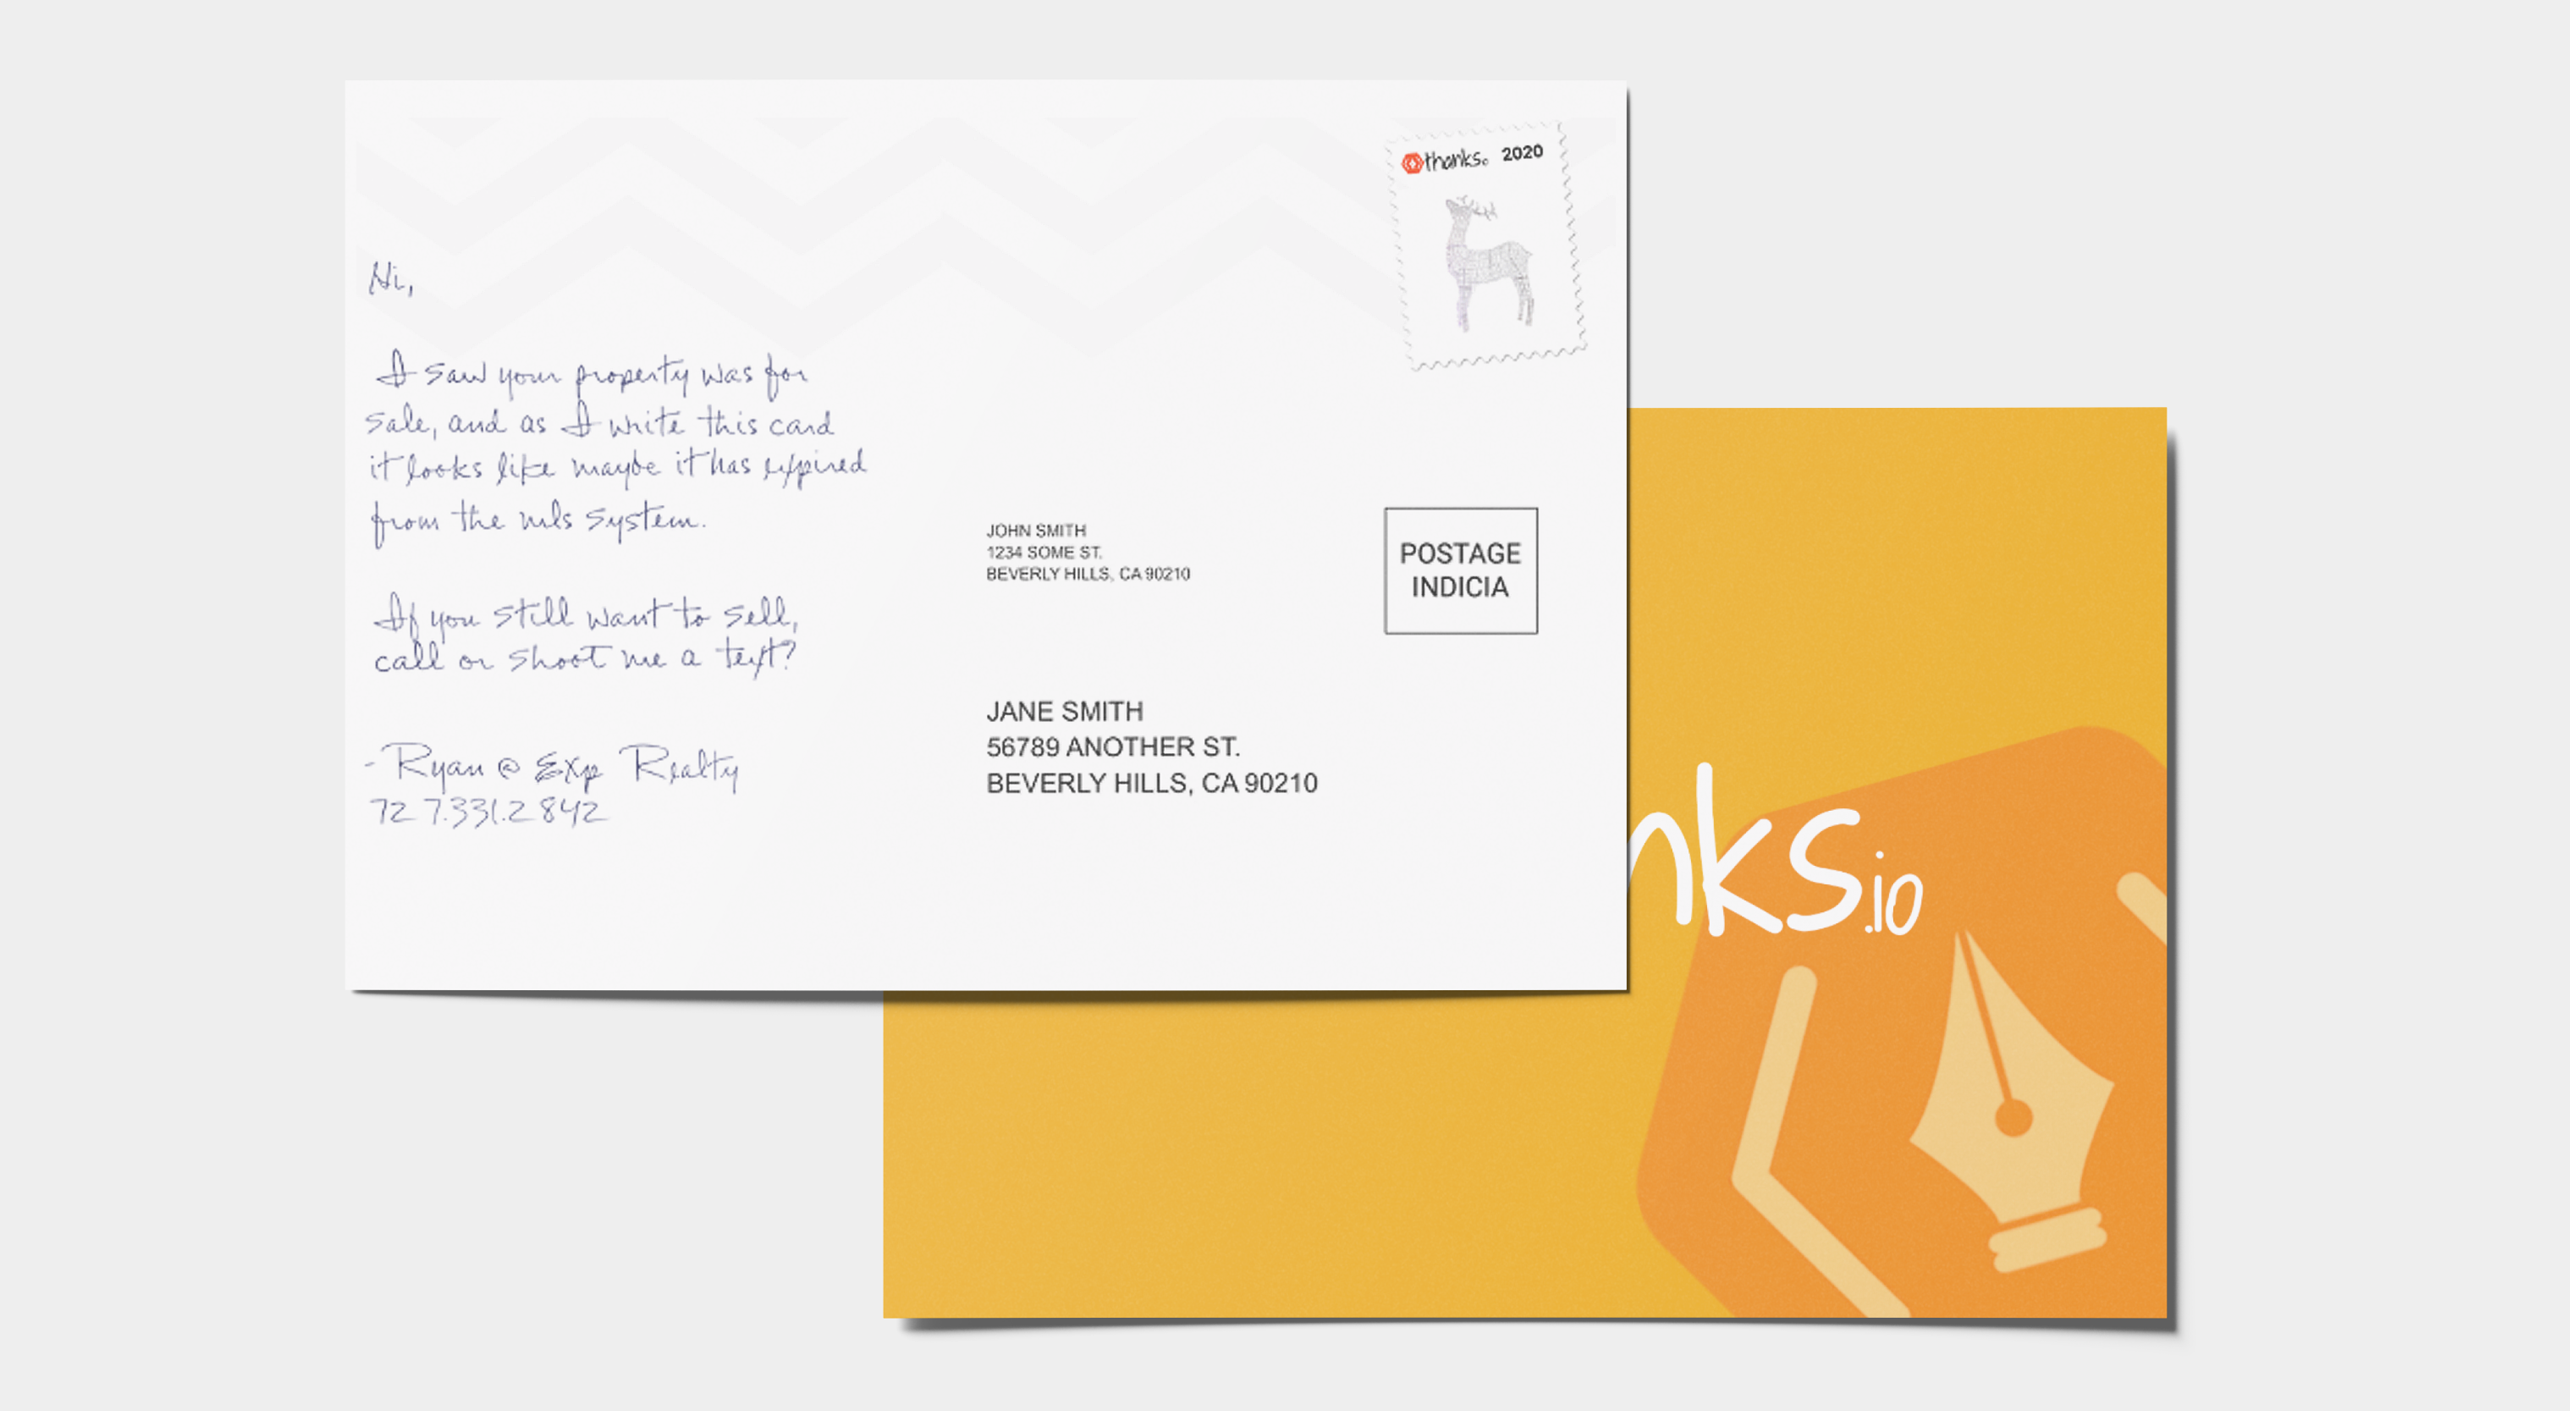 Hi,
I saw your property was for
sale, and as I write this card
it looks like maybe it has expired
from the mls system.
If you still want to sell,
call or shoot me a text?
-Ryan @ Exp Realty
727.331.2842
thanks.io 2020
JOHN SMITH
1234 SOME ST.
BEVERLY HILLS, CA 90210
POSTAGE
INDICIA
JANE SMITH
56789 ANOTHER ST.
BEVERLY HILLS, CA 90210
nks.io